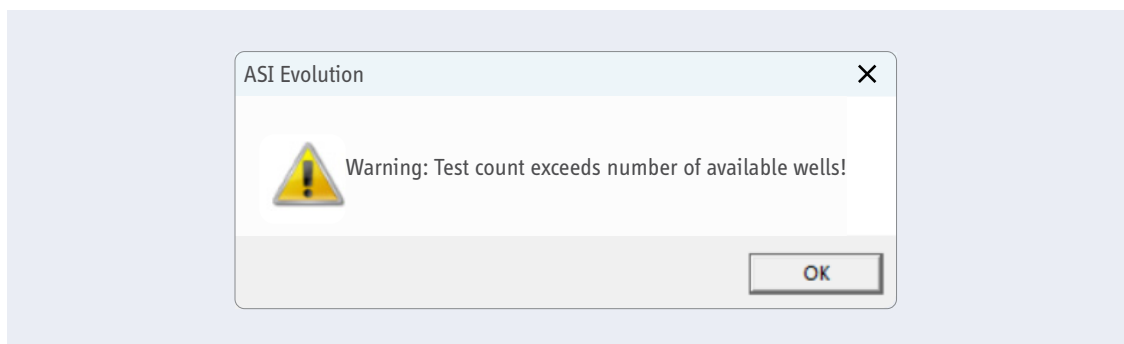 ASI Evolution
Warning: Test count exceeds number of available wells!
OK